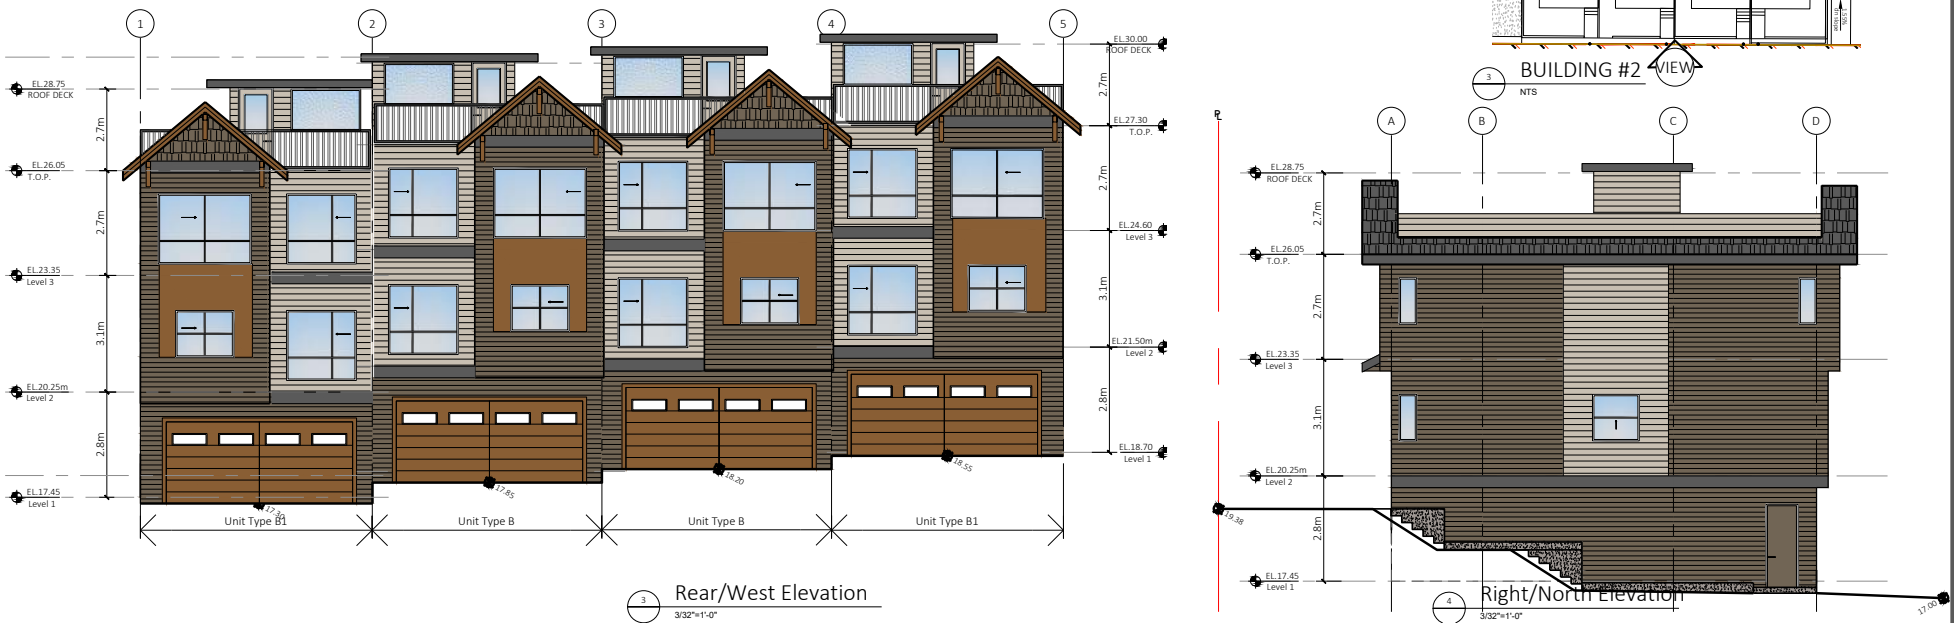 1
2
3
4
5
EL.28.75
ROOF DECK
2.7m
EL.26.05
T.O.P.
2.7m
EL.23.35
Level 3
3.1m
EL.20.25m
Level 2
2.8m
EL.17.45
Level 1
EL.30.00
ROOF DECK
2.7m
EL.27.30
T.O.P.
2.7m
EL.24.60
Level 3
3.1m
EL.21.50m
Level 2
2.8m
EL.18.70
Level 1
17.30
17.85
18.20
18.55
Unit Type B1
Unit Type B
Unit Type B
Unit Type B1
3
Rear/West Elevation
3/32"=1'-0"
3
BUILDING #2
NTS
VIEW
A
B
C
D
EL.28.75
ROOF DECK
2.7m
EL.26.05
T.O.P.
2.7m
EL.23.35
Level 3
3.1m
EL.20.25m
Level 2
2.8m
EL.17.45
Level 1
19.38
17.00
4
Right/North Elevation
3/32"=1'-0"